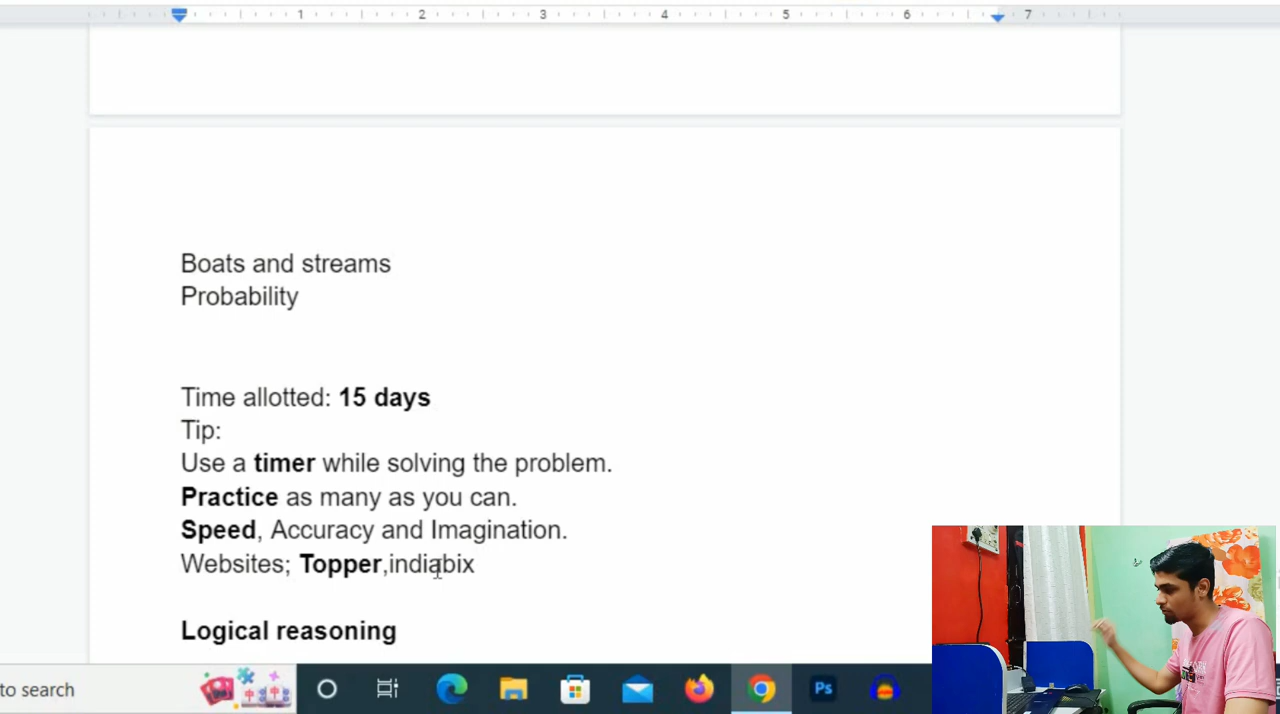 1 2 3 4 5 6 7
Boats and streams
Probability
Time allotted: 15 days
Tip:
Use a timer while solving the problem.
Practice as many as you can.
Speed, Accuracy and Imagination.
Websites; Topper,indiabix
Logical reasoning
to search
Ps